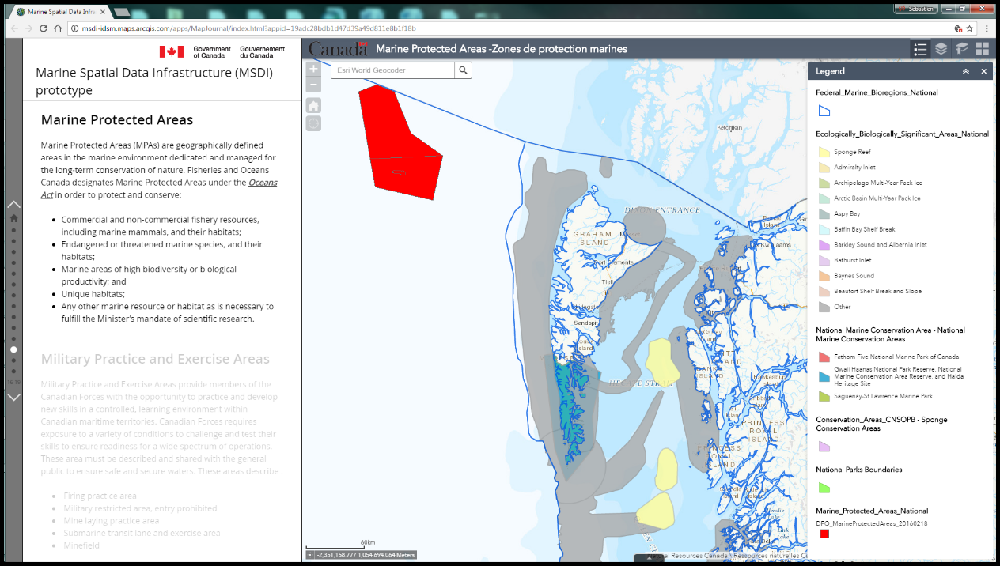 Marine Spatial Data Infra
Sebastien
msdi-idsm.maps.arcgis.com/apps/MapJournal/index.html?appid=19adc28bdb1d47d39a49d811e8b1f18b
Government of Canada
Gouvernement du Canada
Marine Spatial Data Infrastructure (MSDI)
prototype
Marine Protected Areas
Marine Protected Areas (MPAs) are geographically defined
areas in the marine environment dedicated and managed for
the long-term conservation of nature. Fisheries and Oceans
Canada designates Marine Protected Areas under the Oceans
Act in order to protect and conserve:
• Commercial and non-commercial fishery resources,
including marine mammals, and their habitats;
• Endangered or threatened marine species, and their
habitats;
• Marine areas of high biodiversity or biological
productivity; and
• Unique habitats;
• Any other marine resource or habitat as is necessary to
fulfill the Minister's mandate of scientific research.
Military Practice and Exercise Areas
Military Practice and Exercise Areas provide members of the
Canadian Forces with the opportunity to practice and develop
new skills in a controlled, learning environment within
Canadian maritime territories. Canadian Forces requires
exposure to a variety of conditions to challenge and test their
skills to ensure readiness for a wide spectrum of operations.
These area must be described and shared with the general
public to ensure safe and secure waters. These areas describe :
• Firing practice area
• Military restricted area, entry prohibited
• Mine laying practice area
• Submarine transit lane and exercise area
• Minefield
16-19
Canada
Marine Protected Areas -Zones de protection marines
Esri World Geocoder
Ketchikan
DIXON ENTRANCE
GRAHAM
ISLAND
Tlell
Sandspit
HECATE
PRINCESS
ROYAL
ISLAND
60km
-2,351,158.777 1,054,694.064 Meters
Natural Resources Canada
Legend
Federal_Marine_Bioregions_National
Ecologically_Biologically_Significant_Areas_National
Sponge Reef
Admiralty Inlet
Archipelago Multi-Year Pack Ice
Arctic Basin Multi-Year Pack Ice
Aspy Bay
Baffin Bay Shelf Break
Barkley Sound and Albernia Inlet
Bathurst Inlet
Baynes Sound
Beaufort Shelf Break and Slope
Other
National Marine Conservation Area - National
Marine Conservation Areas
Fathom Five National Marine Park of Canada
Gwaii Haanas National Park Reserve, National
Marine Conservation Area Reserve, and Haida
Heritage Site
Saguenay-St.Lawrence Marine Park
Conservation_Areas_CNSOPB - Sponge
Conservation Areas
National Parks Boundaries
Marine_Protected_Areas_National
DFO_MarineProtectedAreas_20160218